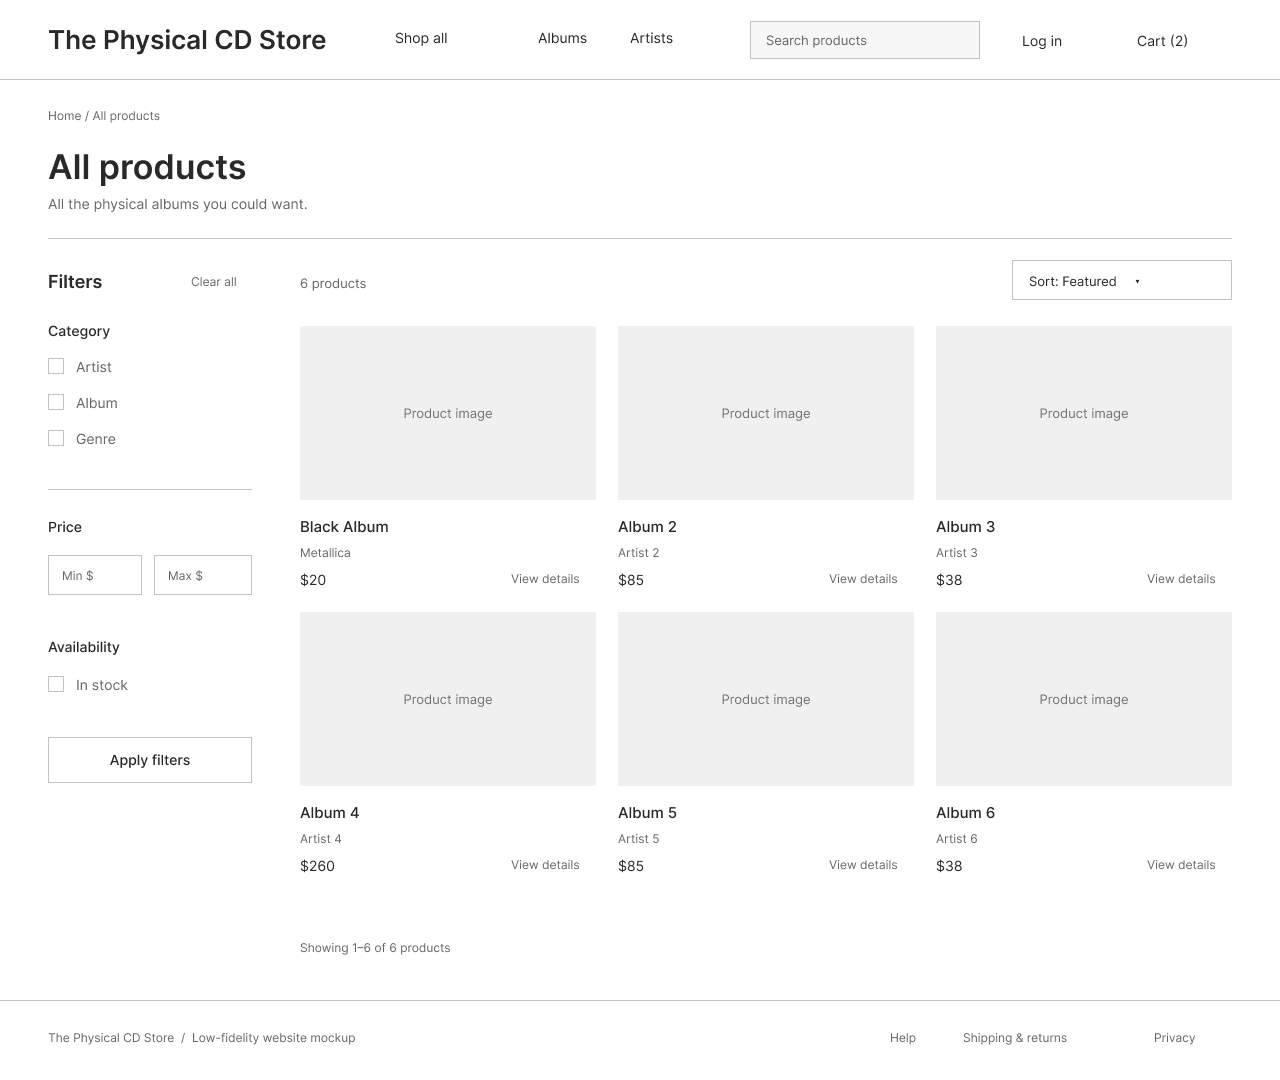 The Physical CD Store
Shop all
Albums
Artists
Search products
Log in
Cart (2)
Home / All products
All products
All the physical albums you could want.
Filters
Clear all
Category
Artist
Album
Genre
Price
Min $
Max $
Availability
In stock
Apply filters
6 products
Sort: Featured ▾
Product image
Product image
Product image
Black Album
Metallica
$20
View details
Album 2
Artist 2
$85
View details
Album 3
Artist 3
$38
View details
Product image
Product image
Product image
Album 4
Artist 4
$260
View details
Album 5
Artist 5
$85
View details
Album 6
Artist 6
$38
View details
Showing 1–6 of 6 products
The Physical CD Store / Low-fidelity website mockup
Help
Shipping & returns
Privacy